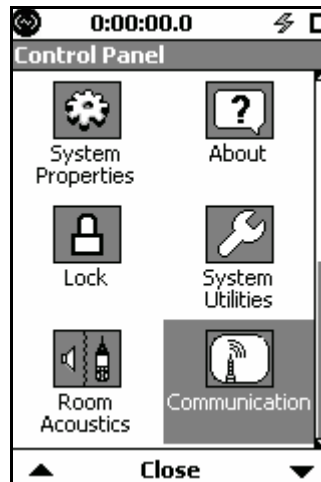 0:00:00.0
Control Panel
?
System
Properties
About
Lock
System
Utilities
Room
Acoustics
Communication
Close